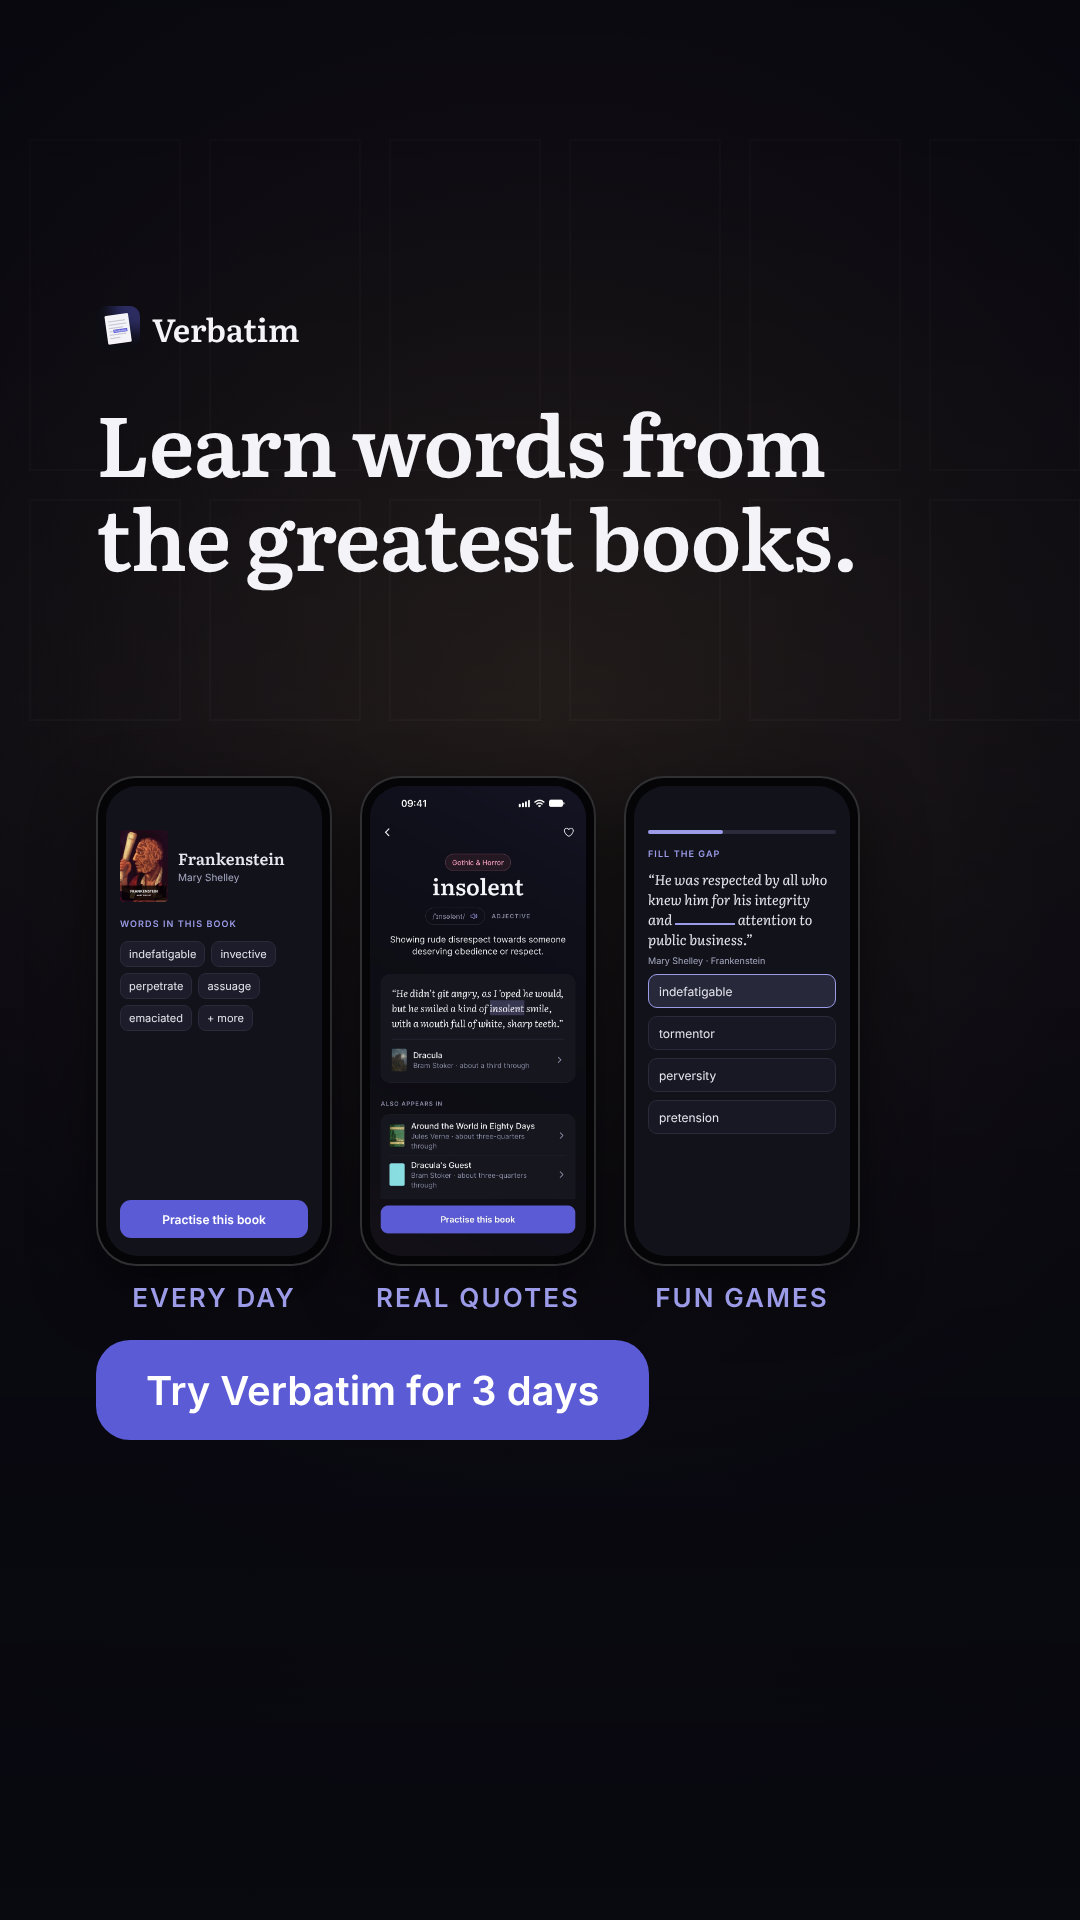 Verbatim
Learn words from
the greatest books.
FRANKENSTEIN
Frankenstein
Mary Shelley
WORDS IN THIS BOOK
indefatigable
invective
perpetrate
assuage
emaciated
+ more
Practise this book
EVERY DAY
09:41
Gothic & Horror
insolent
/ˈɪnsələnt/
ADJECTIVE
Showing rude disrespect towards someone
deserving obedience or respect.
“He didn’t git angry, as I ’oped he would,
but he smiled a kind of insolent smile,
with a mouth full of white, sharp teeth.”
Dracula
Bram Stoker · about a third through
ALSO APPEARS IN
Around the World in Eighty Days
Jules Verne · about three-quarters
through
Dracula's Guest
Bram Stoker · about three-quarters
through
Practise this book
REAL QUOTES
FILL THE GAP
“He was respected by all who
knew him for his integrity
and ________ attention to
public business.”
Mary Shelley · Frankenstein
indefatigable
tormentor
perversity
pretension
FUN GAMES
Try Verbatim for 3 days